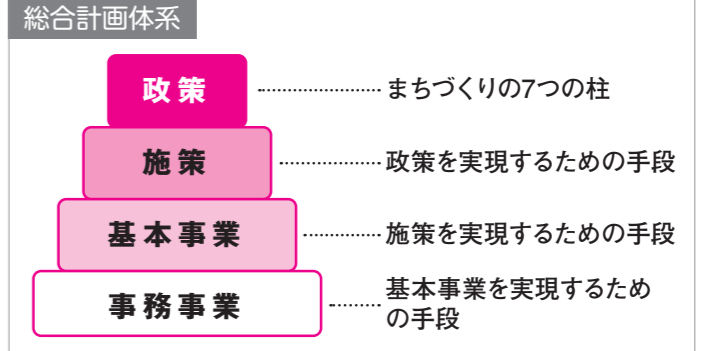 総合計画体系
政策 まちづくりの7つの柱
施策 政策を実現するための手段
基本事業 施策を実現するための手段
事務事業 基本事業を実現するため
の手段